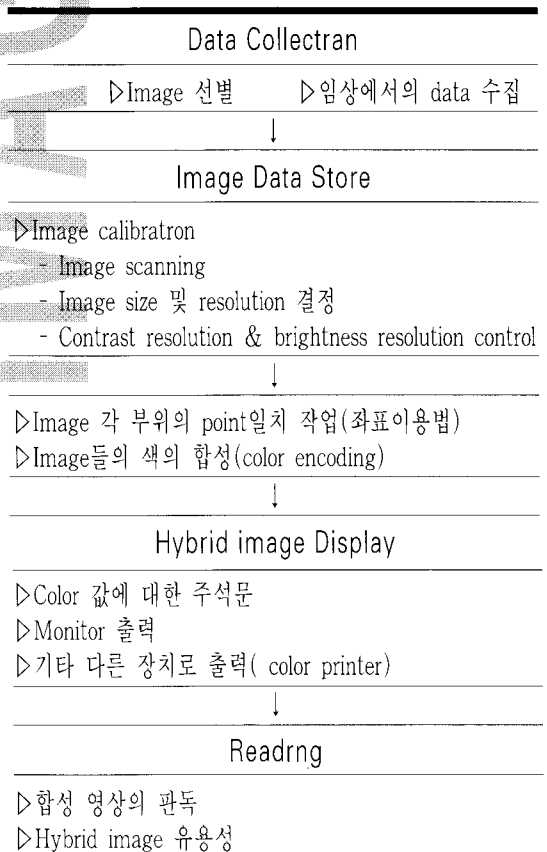 Data Collectran
▷Image 선별 ▷임상에서의 data 수집
↓
Image Data Store
▷Image calibratron
- Image scanning
- Image size 및 resolution 결정
- Contrast resolution & brightness resolution control
↓
▷Image 각 부위의 point일치 작업(좌표이용법)
▷Image들의 색의 합성(color encoding)
↓
Hybrid image Display
▷Color 값에 대한 주석문
▷Monitor 출력
▷기타 다른 장치로 출력( color printer)
↓
Readrng
▷합성 영상의 판독
▷Hybrid image 유용성